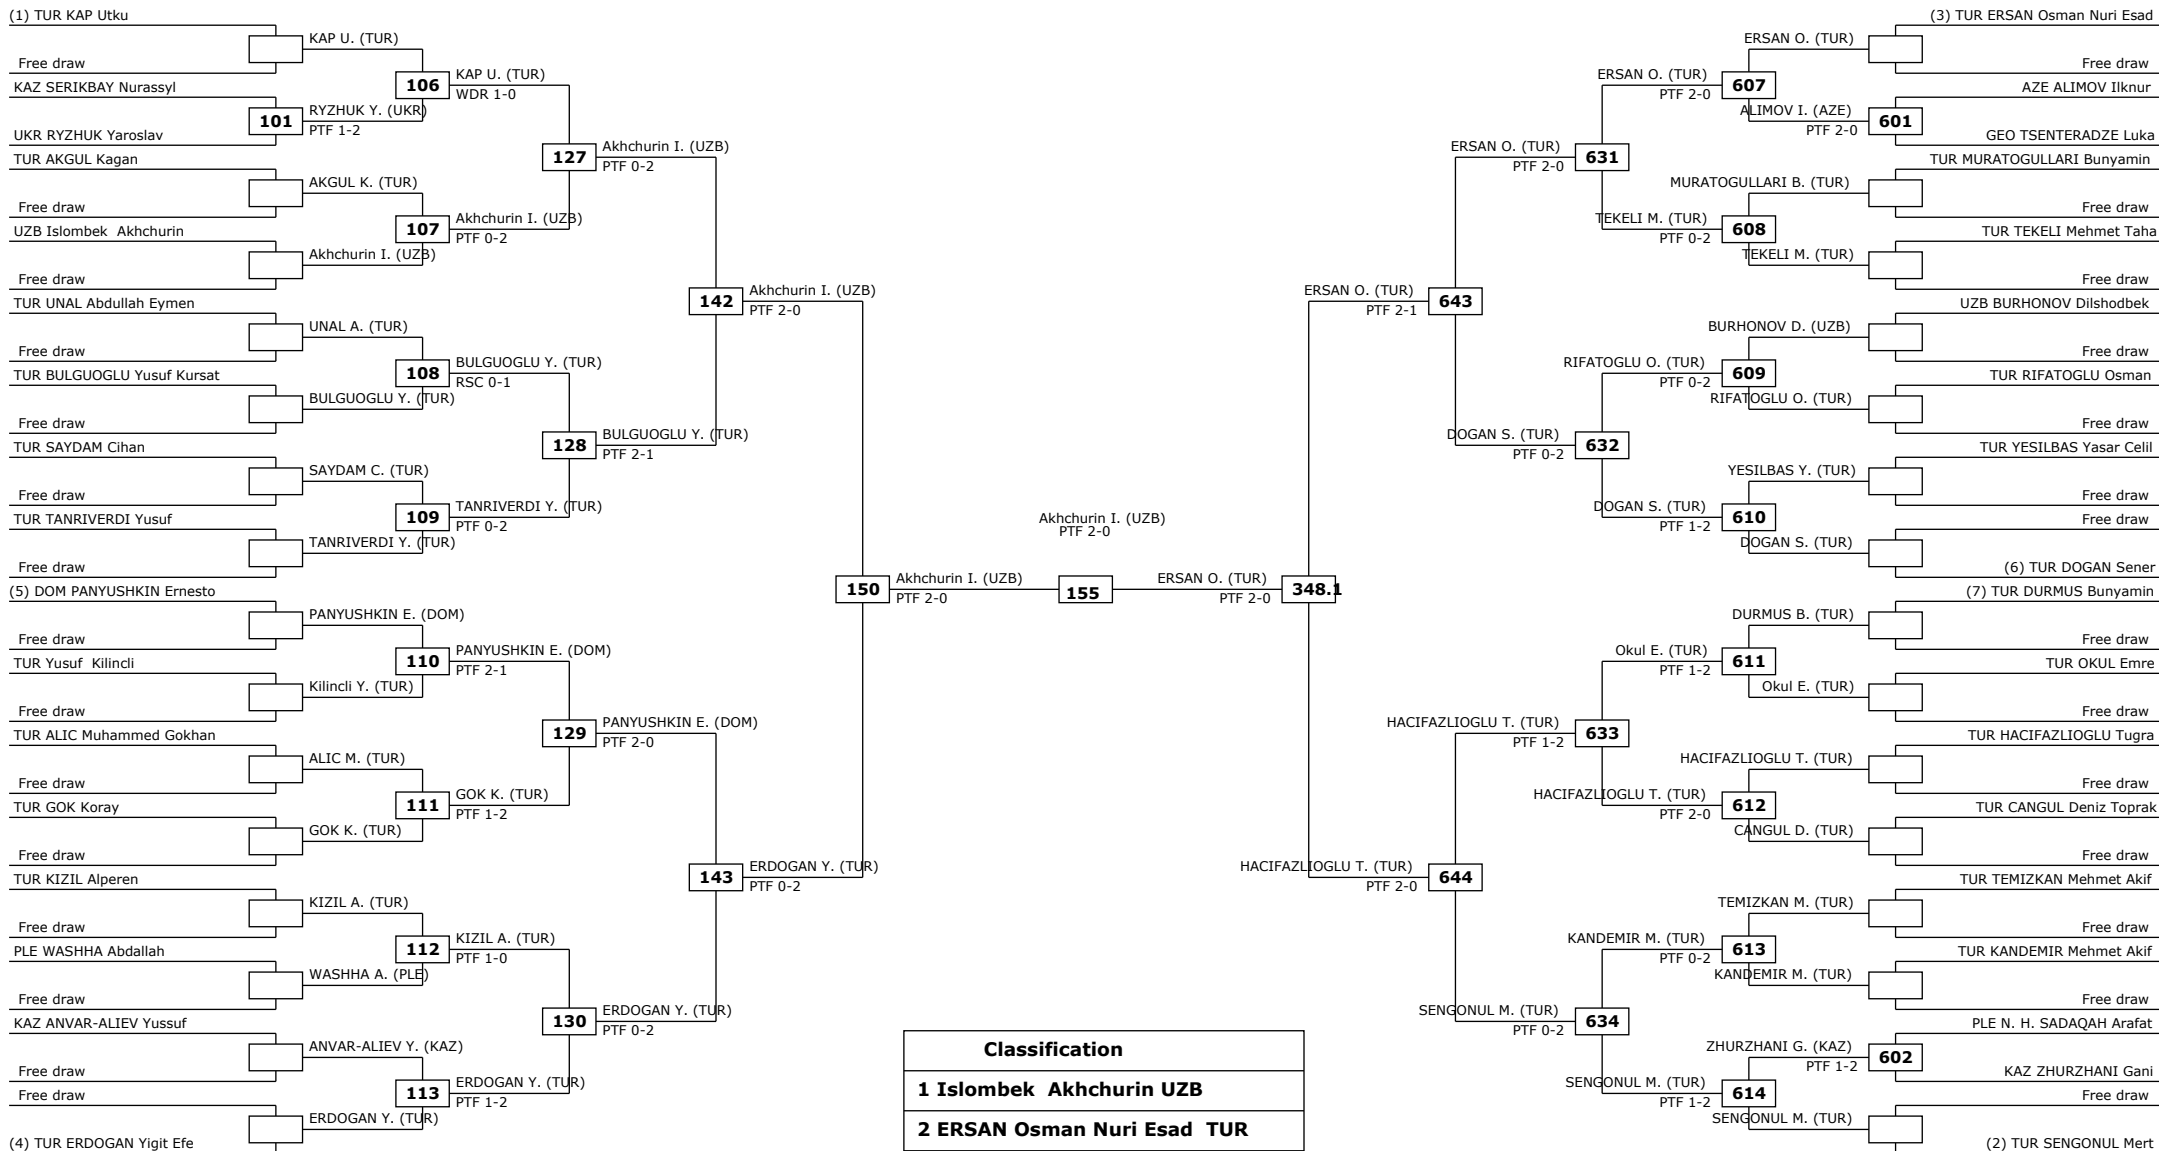 (1) TUR KAP Utku
Free draw
KAZ SERIKBAY Nurassyl
UKR RYZHUK Yaroslav
TUR AKGUL Kagan
Free draw
UZB Islombek  Akhchurin
Free draw
TUR UNAL Abdullah Eymen
Free draw
TUR BULGUOGLU Yusuf Kursat
Free draw
TUR SAYDAM Cihan
Free draw
TUR TANRIVERDI Yusuf
Free draw
(5) DOM PANYUSHKIN Ernesto
Free draw
TUR Yusuf  Kilincli
Free draw
TUR ALIC Muhammed Gokhan
Free draw
TUR GOK Koray
Free draw
TUR KIZIL Alperen
Free draw
PLE WASHHA Abdallah
Free draw
KAZ ANVAR-ALIEV Yussuf
Free draw
Free draw
(4) TUR ERDOGAN Yigit Efe
KAP U. (TUR)
101
RYZHUK Y. (UKR)
PTF 1-2
AKGUL K. (TUR)
Akhchurin I. (UZB)
UNAL A. (TUR)
BULGUOGLU Y. (TUR)
SAYDAM C. (TUR)
TANRIVERDI Y. (TUR)
PANYUSHKIN E. (DOM)
Kilincli Y. (TUR)
ALIC M. (TUR)
GOK K. (TUR)
KIZIL A. (TUR)
WASHHA A. (PLE)
ANVAR-ALIEV Y. (KAZ)
ERDOGAN Y. (TUR)
106
KAP U. (TUR)
WDR 1-0
107
Akhchurin I. (UZB)
PTF 0-2
108
BULGUOGLU Y. (TUR)
RSC 0-1
109
TANRIVERDI Y. (TUR)
PTF 0-2
110
PANYUSHKIN E. (DOM)
PTF 2-1
111
GOK K. (TUR)
PTF 1-2
112
KIZIL A. (TUR)
PTF 1-0
113
ERDOGAN Y. (TUR)
PTF 1-2
127
Akhchurin I. (UZB)
PTF 0-2
128
BULGUOGLU Y. (TUR)
PTF 2-1
129
PANYUSHKIN E. (DOM)
PTF 2-0
130
ERDOGAN Y. (TUR)
PTF 0-2
142
Akhchurin I. (UZB)
PTF 2-0
143
ERDOGAN Y. (TUR)
PTF 0-2
150
Akhchurin I. (UZB)
PTF 2-0
Akhchurin I. (UZB)
PTF 2-0
155
ERSAN O. (TUR)
PTF 2-0
348.1
ERSAN O. (TUR)
PTF 2-1
643
HACIFAZLIOGLU T. (TUR)
PTF 2-0
644
ERSAN O. (TUR)
PTF 2-0
631
DOGAN S. (TUR)
PTF 0-2
632
HACIFAZLIOGLU T. (TUR)
PTF 1-2
633
SENGONUL M. (TUR)
PTF 0-2
634
ERSAN O. (TUR)
PTF 2-0
607
TEKELI M. (TUR)
PTF 0-2
608
RIFATOGLU O. (TUR)
PTF 0-2
609
DOGAN S. (TUR)
PTF 1-2
610
Okul E. (TUR)
PTF 1-2
611
HACIFAZLIOGLU T. (TUR)
PTF 2-0
612
KANDEMIR M. (TUR)
PTF 0-2
613
SENGONUL M. (TUR)
PTF 1-2
614
ERSAN O. (TUR)
ALIMOV I. (AZE)
PTF 2-0
601
MURATOGULLARI B. (TUR)
TEKELI M. (TUR)
BURHONOV D. (UZB)
RIFATOGLU O. (TUR)
YESILBAS Y. (TUR)
DOGAN S. (TUR)
DURMUS B. (TUR)
Okul E. (TUR)
HACIFAZLIOGLU T. (TUR)
CANGUL D. (TUR)
TEMIZKAN M. (TUR)
KANDEMIR M. (TUR)
ZHURZHANI G. (KAZ)
PTF 1-2
602
SENGONUL M. (TUR)
(3) TUR ERSAN Osman Nuri Esad
Free draw
AZE ALIMOV Ilknur
GEO TSENTERADZE Luka
TUR MURATOGULLARI Bunyamin
Free draw
TUR TEKELI Mehmet Taha
Free draw
UZB BURHONOV Dilshodbek
Free draw
TUR RIFATOGLU Osman
Free draw
TUR YESILBAS Yasar Celil
Free draw
Free draw
(6) TUR DOGAN Sener
(7) TUR DURMUS Bunyamin
Free draw
TUR OKUL Emre
Free draw
TUR HACIFAZLIOGLU Tugra
Free draw
TUR CANGUL Deniz Toprak
Free draw
TUR TEMIZKAN Mehmet Akif
Free draw
TUR KANDEMIR Mehmet Akif
Free draw
PLE N. H. SADAQAH Arafat
KAZ ZHURZHANI Gani
Free draw
(2) TUR SENGONUL Mert
Classification
1 Islombek  Akhchurin UZB
2 ERSAN Osman Nuri Esad  TUR